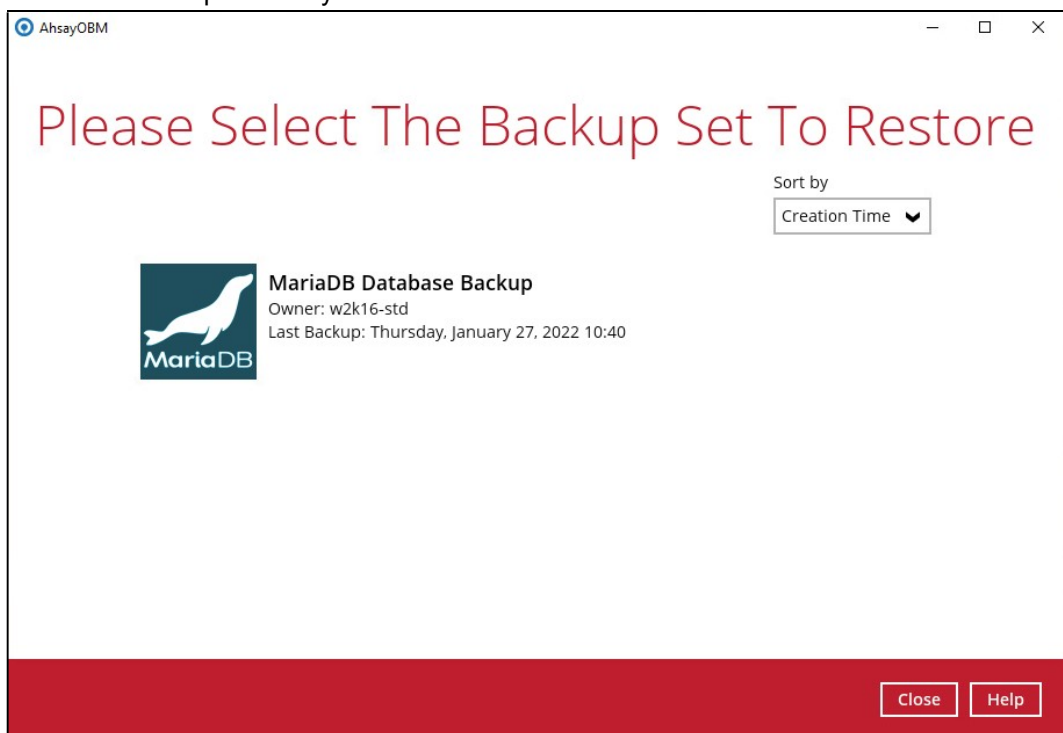 AhsayOBM
Please Select The Backup Set To Restore
Sort by
Creation Time
MariaDB Database Backup
Owner: w2k16-std
Last Backup: Thursday, January 27, 2022 10:40
MariaDB
Close Help